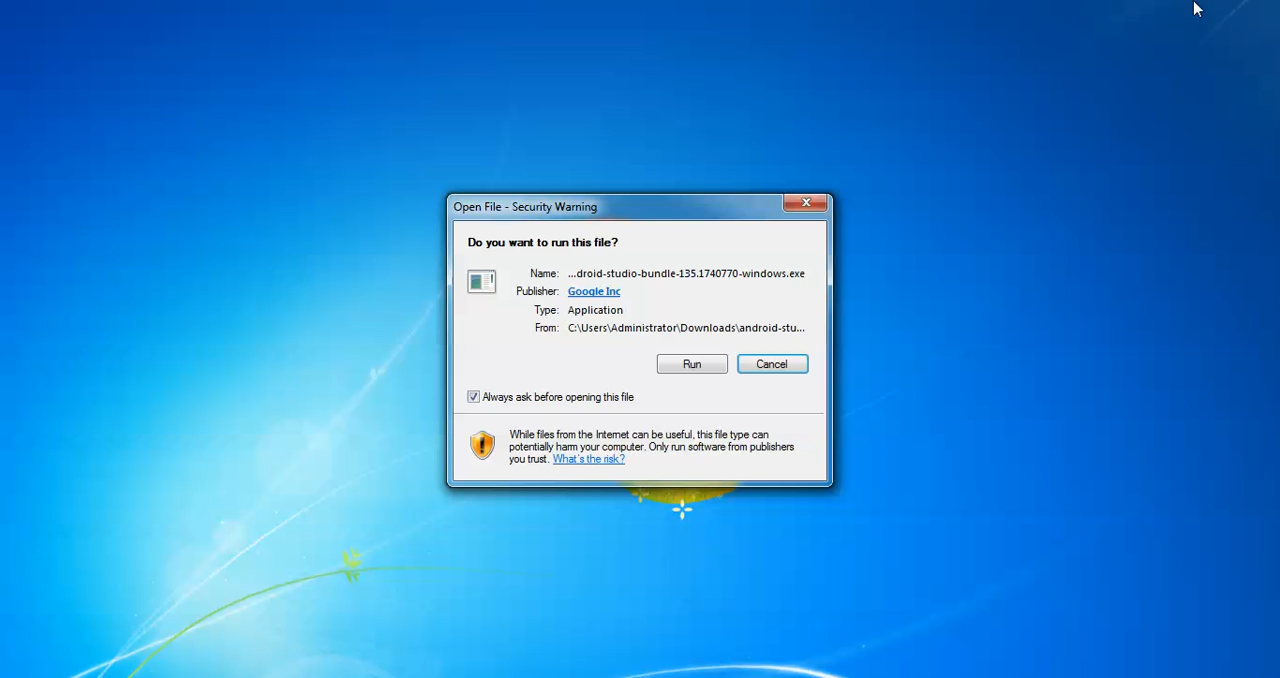 Open File - Security Warning
Do you want to run this file?
Name: ...droid-studio-bundle-135.1740770-windows.exe
Publisher: Google Inc
Type: Application
From: C:\Users\Administrator\Downloads\android-stu...
Run Cancel
Always ask before opening this file
While files from the Internet can be useful, this file type can
potentially harm your computer. Only run software from publishers
you trust. What's the risk?